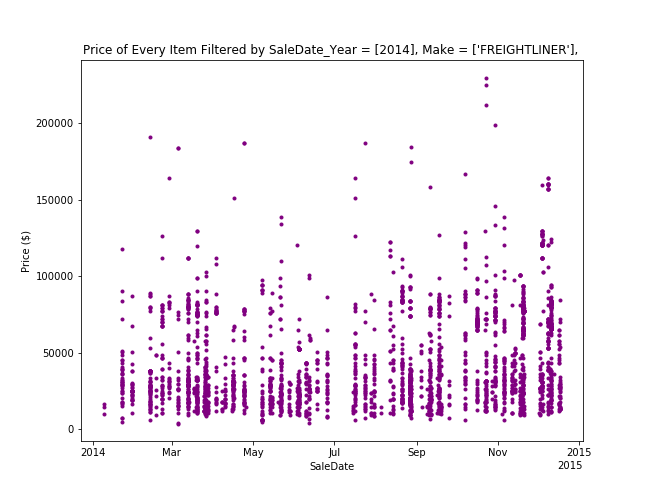 Price of Every Item Filtered by SaleDate_Year = [2014], Make = ['FREIGHTLINER'],
Price ($)
200000
150000
100000
50000
0
2014 Mar May Jul Sep Nov 2015
SaleDate
2015